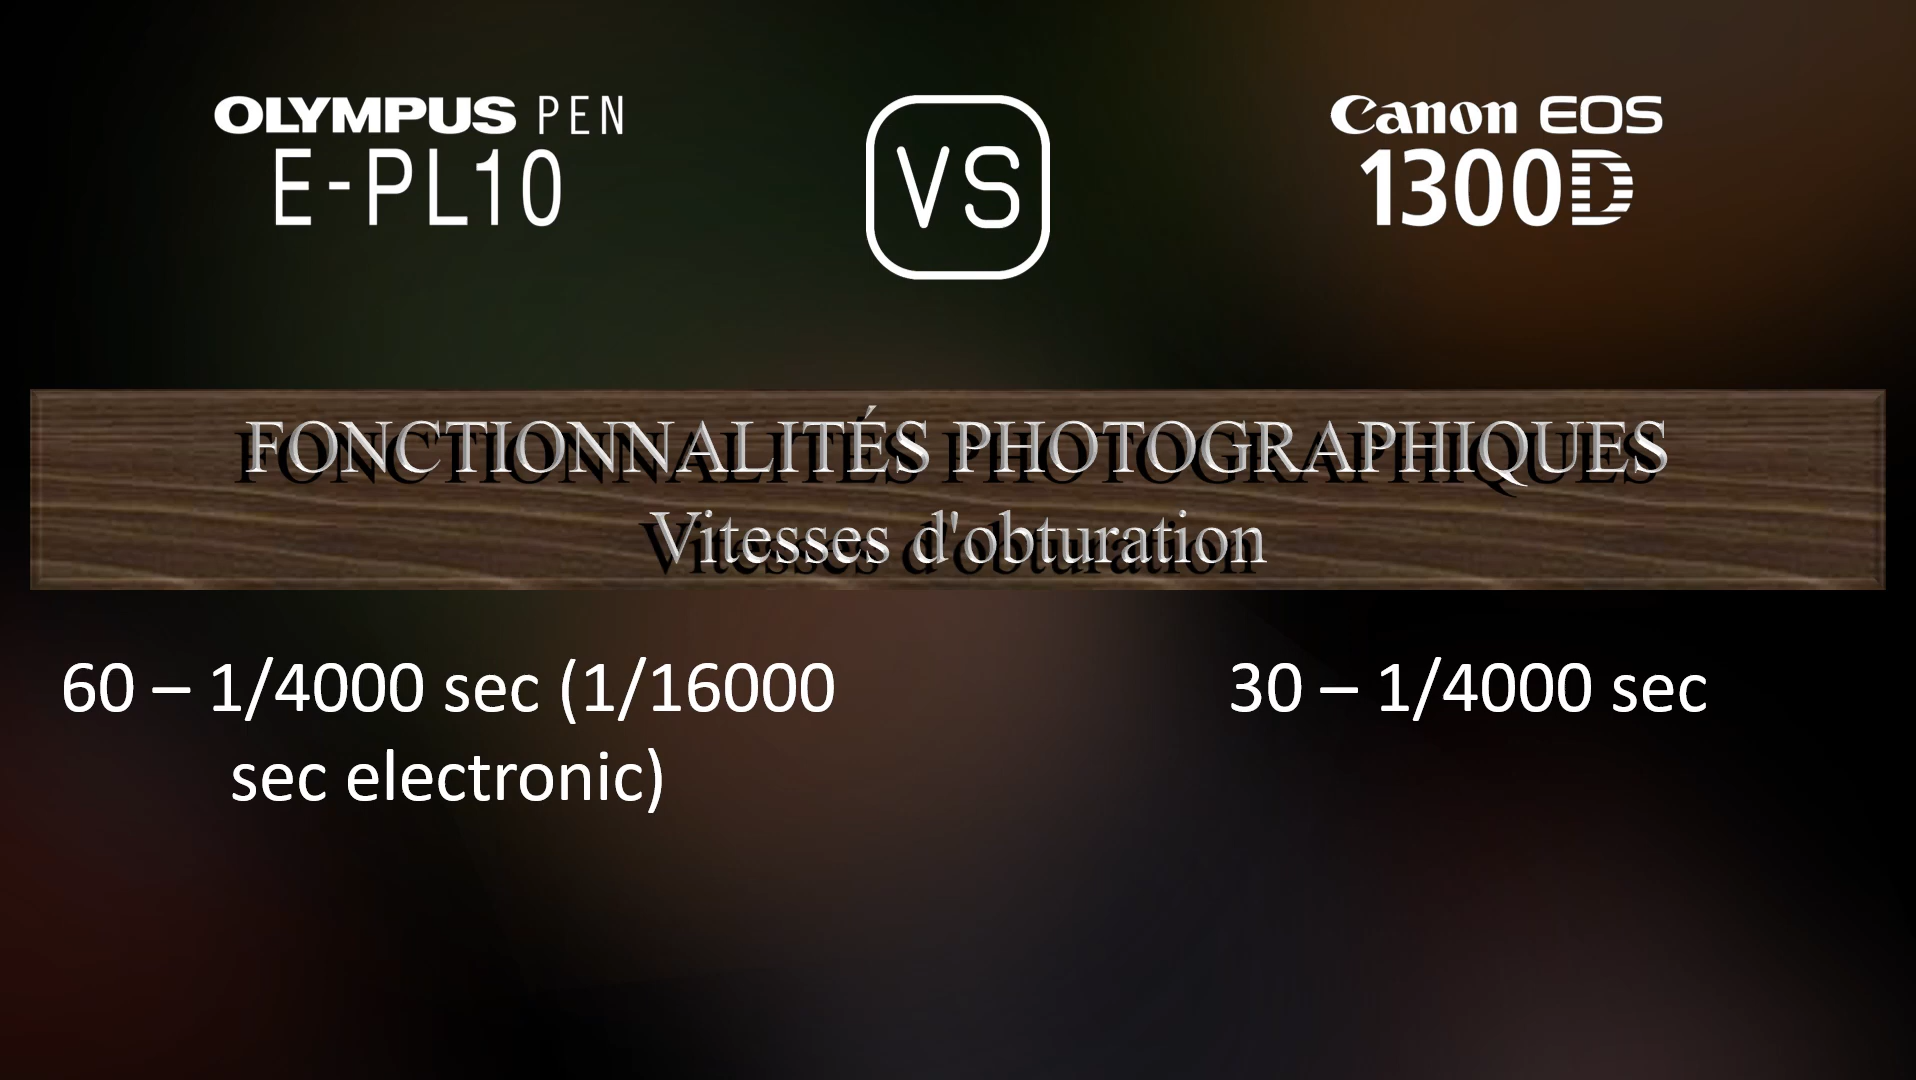 OLYMPUS PEN
E-PL10
VS
Canon EOS
1300D
FONCTIONNALITÉS PHOTOGRAPHIQUES
Vitesses d'obturation
60 – 1/4000 sec (1/16000
sec electronic)
30 – 1/4000 sec